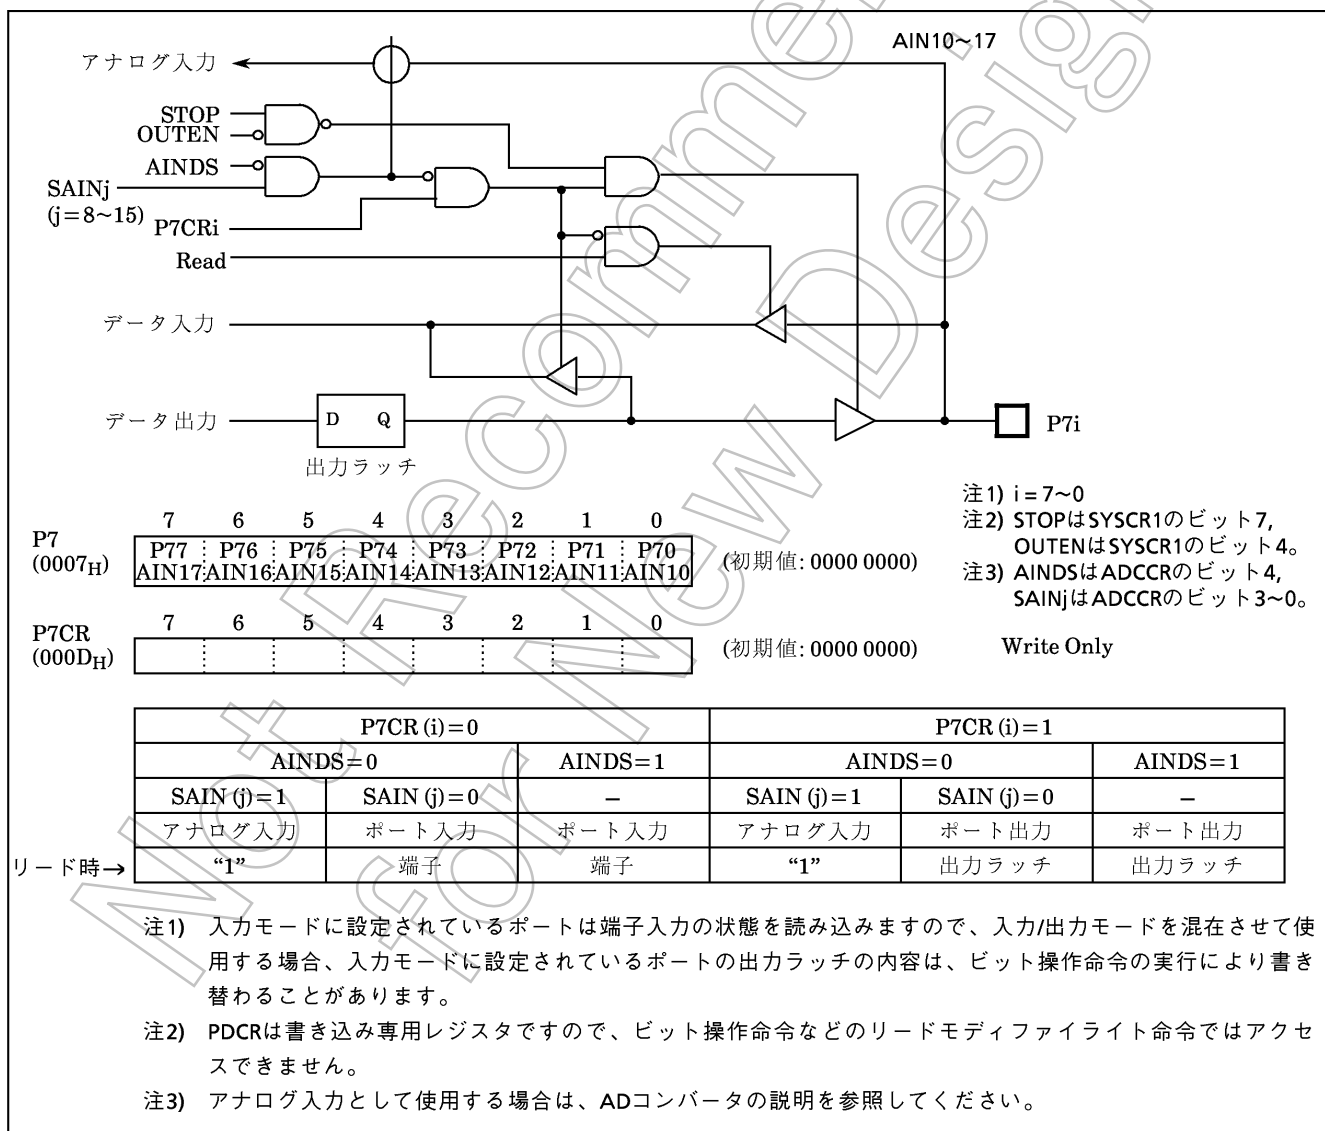 AIN10~17
アナログ入力
STOP
OUTEN
AINDS
SAINj
(j=8~15)
P7CRi
Read
データ入力
データ出力
D Q
出力ラッチ
P7i
注1) i = 7~0
注2) STOPはSYSCR1のビット7,
OUTENはSYSCR1のビット4。
注3) AINDSはADCCRのビット4,
SAINjはADCCRのビット3~0。
7 6 5 4 3 2 1 0
P7
(0007H)
P77 P76 P75 P74 P73 P72 P71 P70
AIN17 AIN16 AIN15 AIN14 AIN13 AIN12 AIN11 AIN10
(初期値: 0000 0000)
7 6 5 4 3 2 1 0
P7CR
(000DH)
(初期値: 0000 0000)
Write Only
P7CR (i)=0 P7CR (i)=1
AINDS=0 AINDS=1 AINDS=0 AINDS=1
SAIN (j)=1 SAIN (j)=0 – SAIN (j)=1 SAIN (j)=0 –
アナログ入力 ポート入力 ポート入力 アナログ入力 ポート出力 ポート出力
リード時→ “1” 端子 端子 “1” 出力ラッチ 出力ラッチ
注1) 入力モードに設定されているポートは端子入力の状態を読み込みますので、入力/出力モードを混在させて使
用する場合、入力モードに設定されているポートの出力ラッチの内容は、ビット操作命令の実行により書き
替わることがあります。
注2) PDCRは書き込み専用レジスタですので、ビット操作命令などのリードモディファイライト命令ではアクセ
スできません。
注3) アナログ入力として使用する場合は、ADコンバータの説明を参照してください。
Not Recommen
for New Design